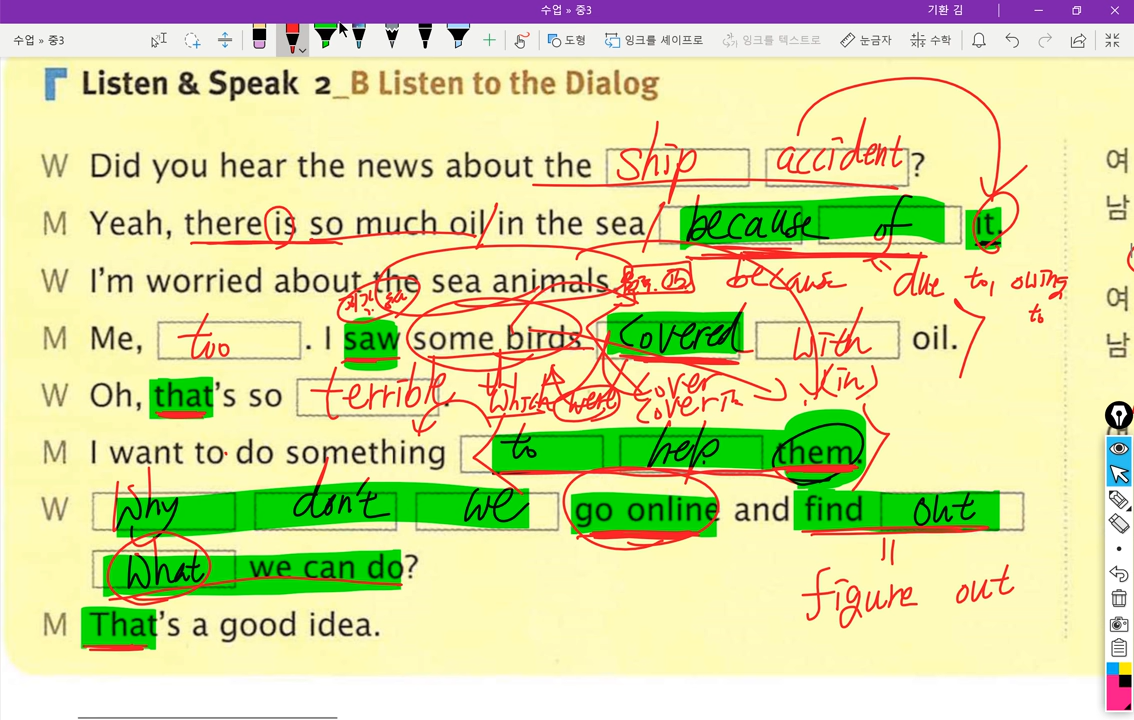 수업 » 중3
기환 김
수업 » 중3
도형
잉크를 셰이프로
잉크를 텍스트로
눈금자
수학
Listen & Speak 2_B Listen to the Dialog
W Did you hear the news about the ship accident?
M Yeah, there is so much oil in the sea because of it.
W I'm worried about the sea animals.
because due to, owing to
M Me, too. I saw some birds covered with oil.
which were cover (in)
W Oh, that's so terrible.
M I want to do something to help them.
W Why don't we go online and find out
what we can do?
figure out
M That's a good idea.
여
남
여
남